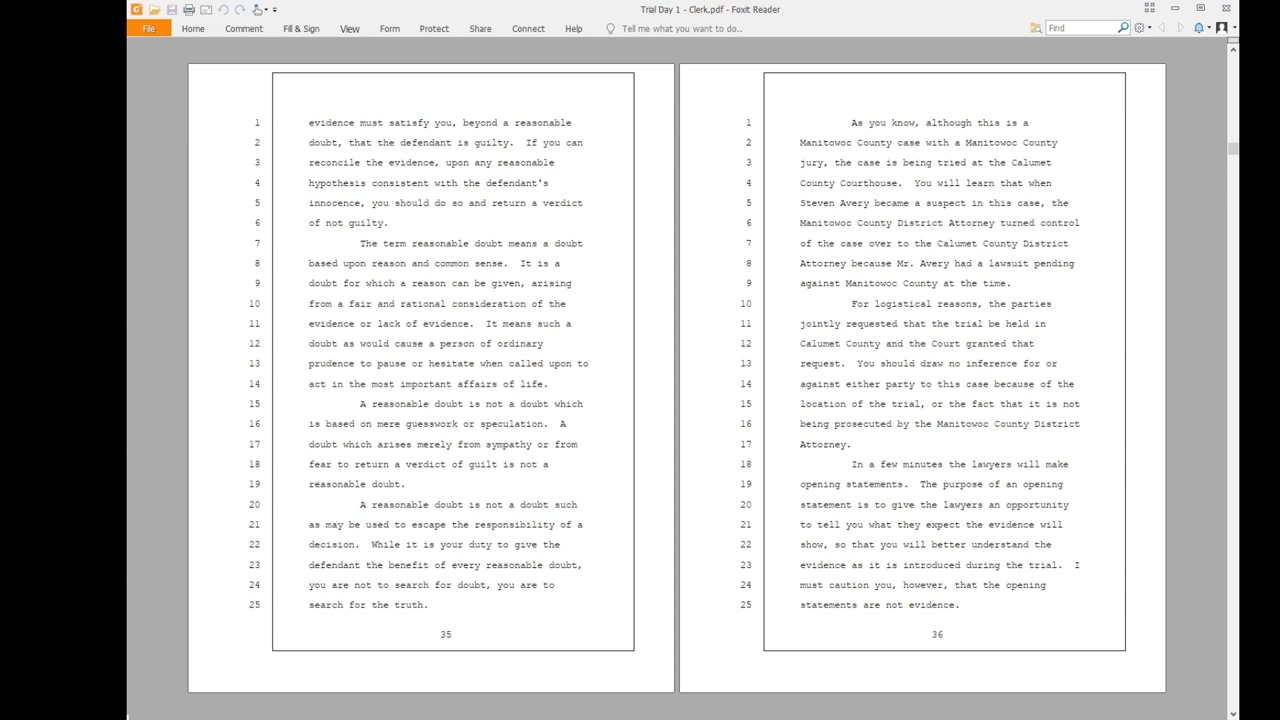 Trial Day 1 - Clerk.pdf - Foxit Reader
File Home Comment Fill & Sign View Form Protect Share Connect Help Tell me what you want to do.. Find
1 evidence must satisfy you, beyond a reasonable
2 doubt, that the defendant is guilty. If you can
3 reconcile the evidence, upon any reasonable
4 hypothesis consistent with the defendant's
5 innocence, you should do so and return a verdict
6 of not guilty.
7 The term reasonable doubt means a doubt
8 based upon reason and common sense. It is a
9 doubt for which a reason can be given, arising
10 from a fair and rational consideration of the
11 evidence or lack of evidence. It means such a
12 doubt as would cause a person of ordinary
13 prudence to pause or hesitate when called upon to
14 act in the most important affairs of life.
15 A reasonable doubt is not a doubt which
16 is based on mere guesswork or speculation. A
17 doubt which arises merely from sympathy or from
18 fear to return a verdict of guilt is not a
19 reasonable doubt.
20 A reasonable doubt is not a doubt such
21 as may be used to escape the responsibility of a
22 decision. While it is your duty to give the
23 defendant the benefit of every reasonable doubt,
24 you are not to search for doubt, you are to
25 search for the truth.
35
1 As you know, although this is a
2 Manitowoc County case with a Manitowoc County
3 jury, the case is being tried at the Calumet
4 County Courthouse. You will learn that when
5 Steven Avery became a suspect in this case, the
6 Manitowoc County District Attorney turned control
7 of the case over to the Calumet County District
8 Attorney because Mr. Avery had a lawsuit pending
9 against Manitowoc County at the time.
10 For logistical reasons, the parties
11 jointly requested that the trial be held in
12 Calumet County and the Court granted that
13 request. You should draw no inference for or
14 against either party to this case because of the
15 location of the trial, or the fact that it is not
16 being prosecuted by the Manitowoc County District
17 Attorney.
18 In a few minutes the lawyers will make
19 opening statements. The purpose of an opening
20 statement is to give the lawyers an opportunity
21 to tell you what they expect the evidence will
22 show, so that you will better understand the
23 evidence as it is introduced during the trial. I
24 must caution you, however, that the opening
25 statements are not evidence.
36